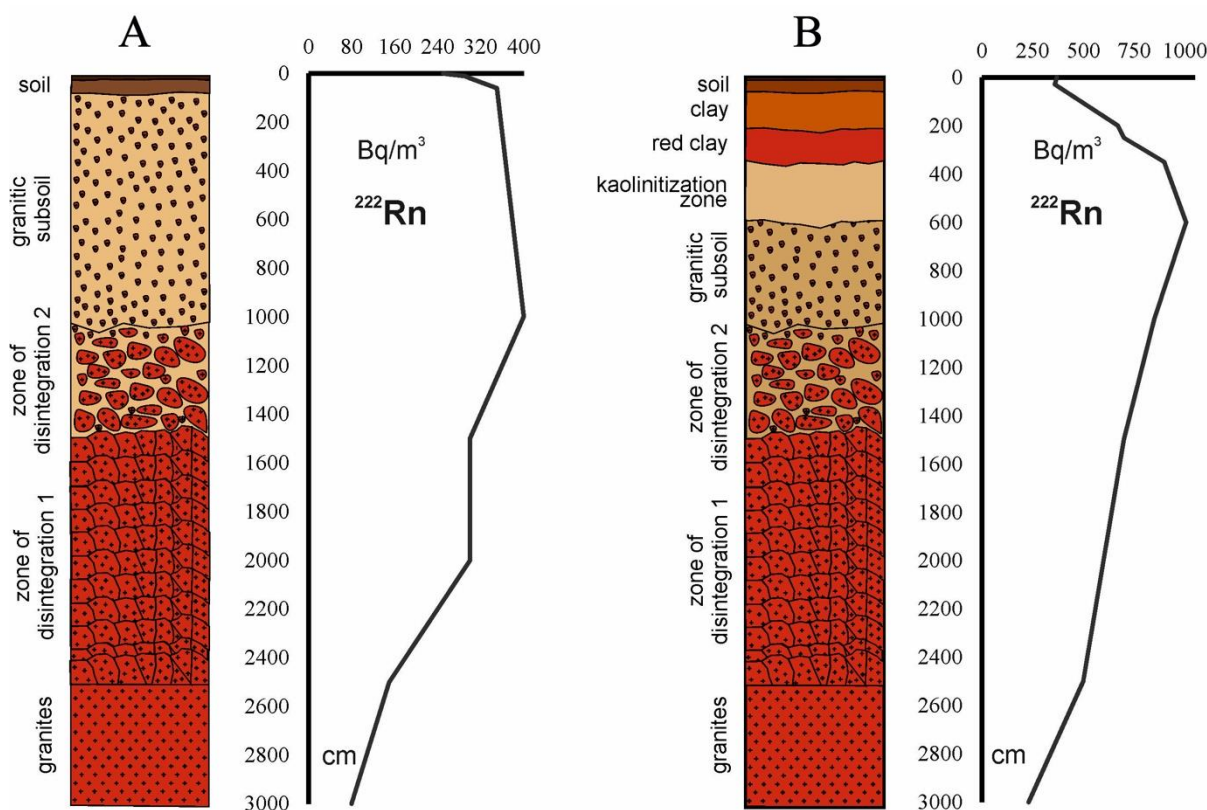 A
0 80 160 240 320 400
soil
granitic
subsoil
zone of
disintegration 2
zone of
disintegration 1
granites
0
200
400
600
800
1000
1200
1400
1600
1800
2000
2200
2400
2600
2800
3000
Bq/m³
²²²Rn
cm
B
0 250 500 750 1000
soil
clay
red clay
kaolinitization
zone
granitic
subsoil
zone of
disintegration 2
zone of
disintegration 1
granites
0
200
400
600
800
1000
1200
1400
1600
1800
2000
2200
2400
2600
2800
3000
Bq/m³
²²²Rn
cm